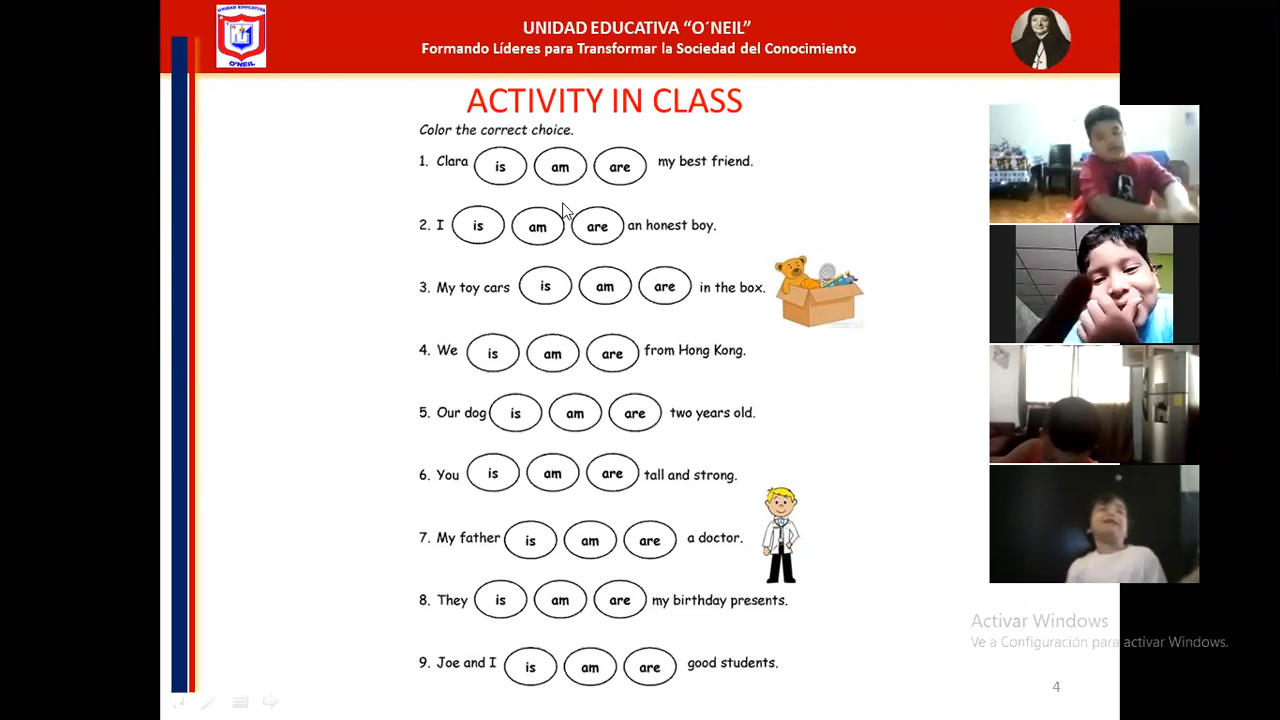 UNIDAD EDUCATIVA
O´NEIL
UNIDAD EDUCATIVA “O´NEIL”
Formando Líderes para Transformar la Sociedad del Conocimiento
ACTIVITY IN CLASS
Color the correct choice.
1. Clara is am are my best friend.
2. I is am are an honest boy.
3. My toy cars is am are in the box.
4. We is am are from Hong Kong.
5. Our dog is am are two years old.
6. You is am are tall and strong.
7. My father is am are a doctor.
8. They is am are my birthday presents.
9. Joe and I is am are good students.
Activar Windows
Ve a Configuración para activar Windows.
4